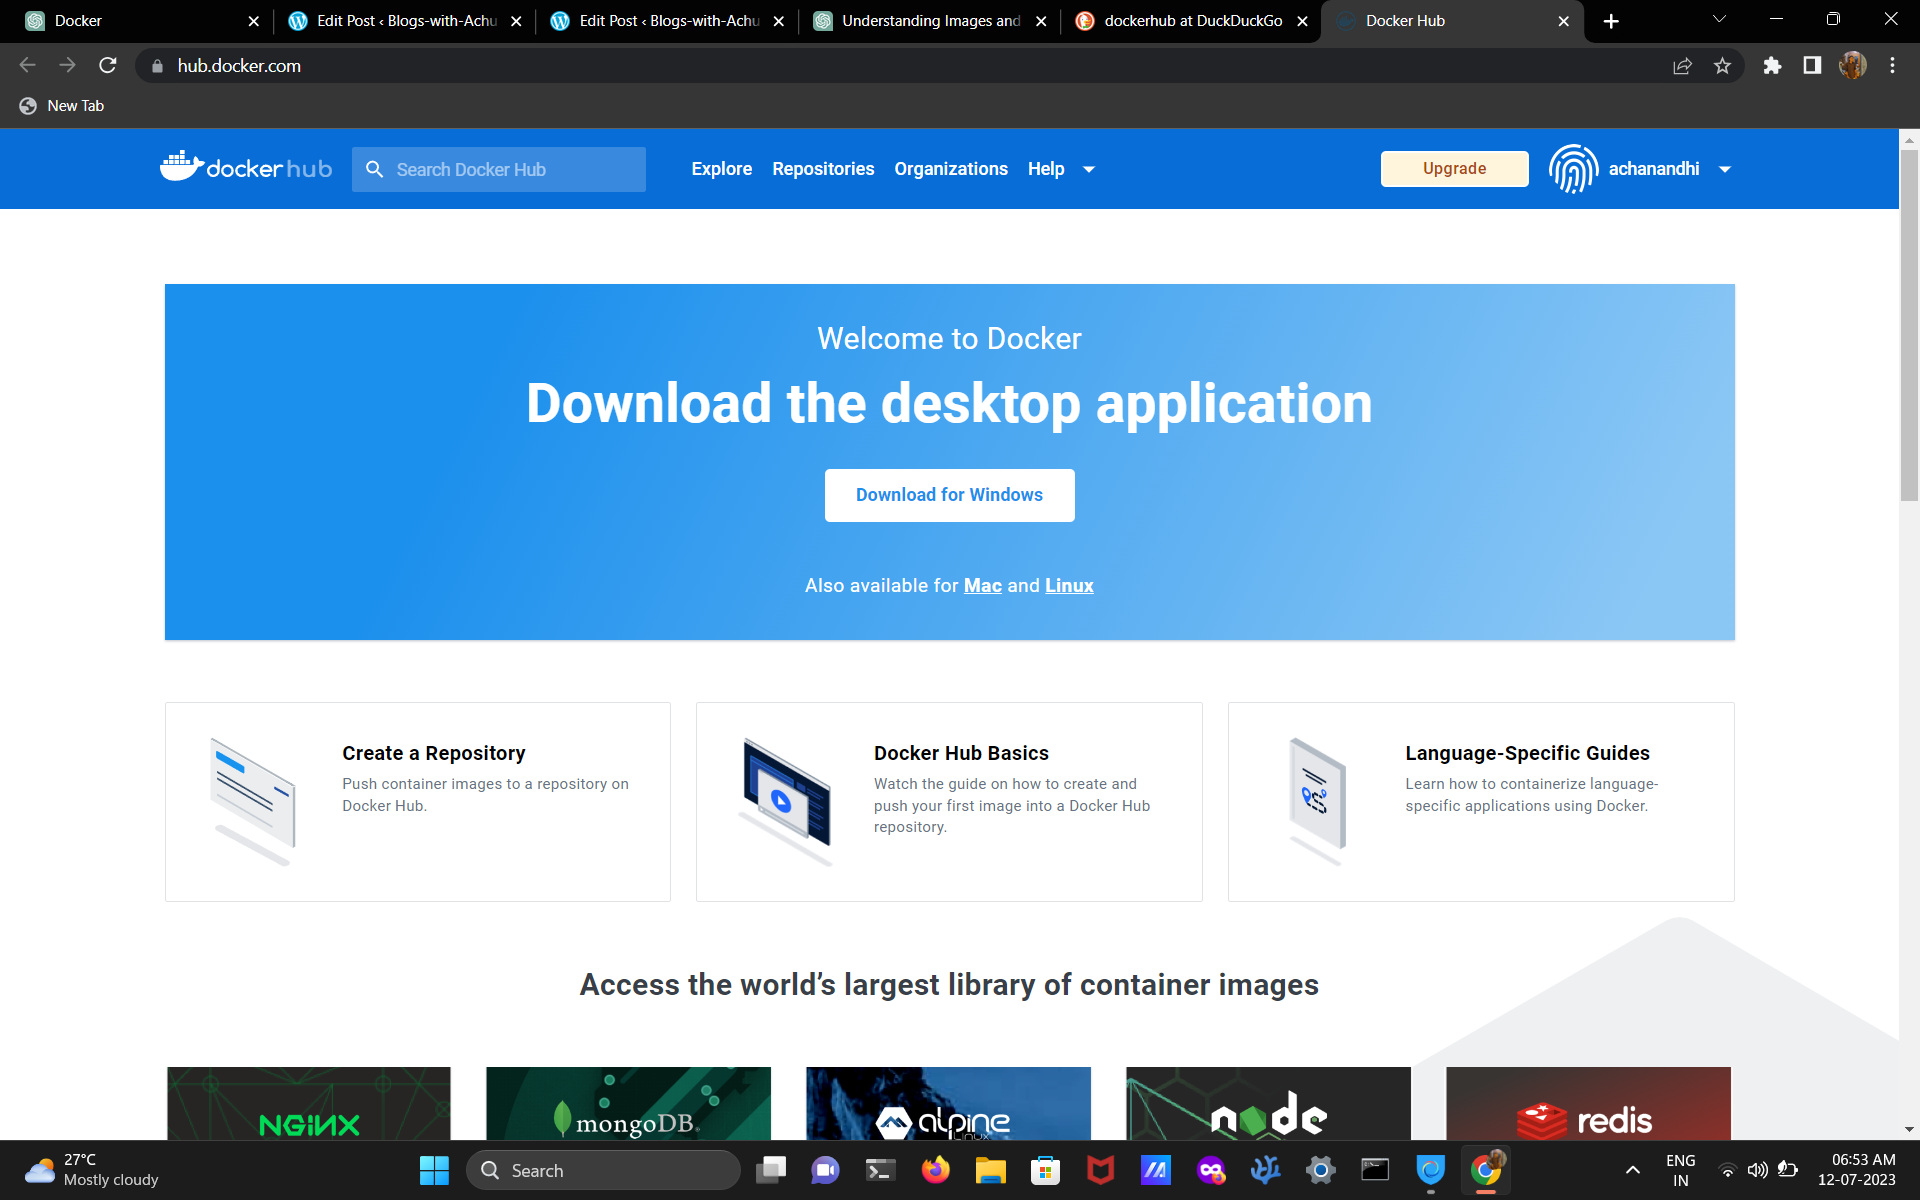 Docker
Edit Post ‹ Blogs-with-Achu
Edit Post ‹ Blogs-with-Achu
Understanding Images and
dockerhub at DuckDuckGo
Docker Hub
hub.docker.com
New Tab
docker hub
Search Docker Hub
Explore
Repositories
Organizations
Help
Upgrade
achanandhi
Welcome to Docker
Download the desktop application
Download for Windows
Also available for Mac and Linux
Create a Repository
Push container images to a repository on
Docker Hub.
Docker Hub Basics
Watch the guide on how to create and
push your first image into a Docker Hub
repository.
Language-Specific Guides
Learn how to containerize language-
specific applications using Docker.
Access the world’s largest library of container images
NGINX
mongoDB®
alpine
Linux
node
redis
27°C
Mostly cloudy
Search
ENG
IN
06:53 AM
12-07-2023